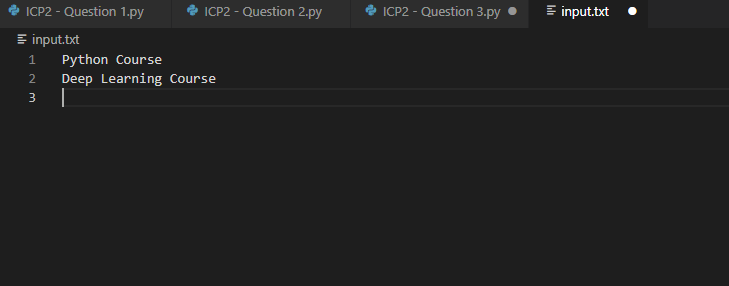 ICP2 - Question 1.py ICP2 - Question 2.py ICP2 - Question 3.py input.txt
input.txt
1 Python Course
2 Deep Learning Course
3